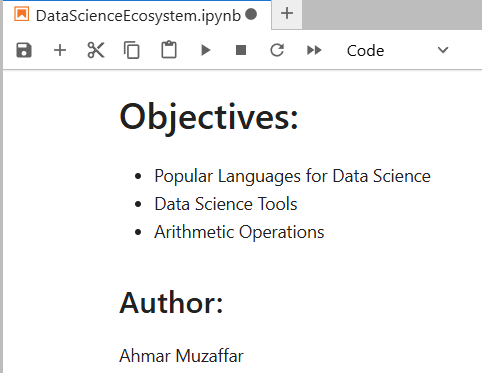 DataScienceEcosystem.ipynb
Code
Objectives:
Popular Languages for Data Science
Data Science Tools
Arithmetic Operations
Author:
Ahmar Muzaffar